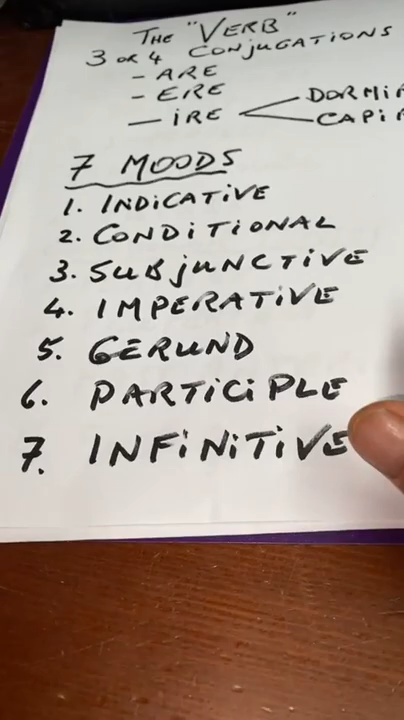 THE "VERB"
3 OR 4 CONJUGATIONS
- ARE
- ERE
- iRE
7 MOODS
1. INDiCATiVE
2. CONDiTiONAL
3. SUBjUNCTiVE
4. IMPERATiVE
5. GERUND
6. PARTiCiPLE
7. INFiNiTiVE